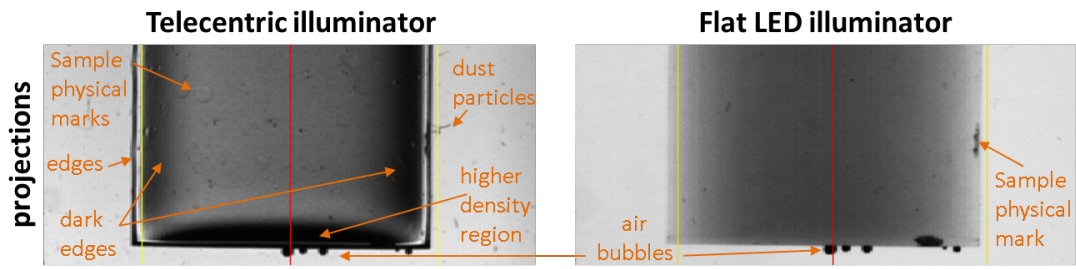 Telecentric illuminator
Flat LED illuminator
projections
Sample
physical
marks
dust
particles
edges
dark
edges
higher
density
region
air
bubbles
Sample
physical
mark